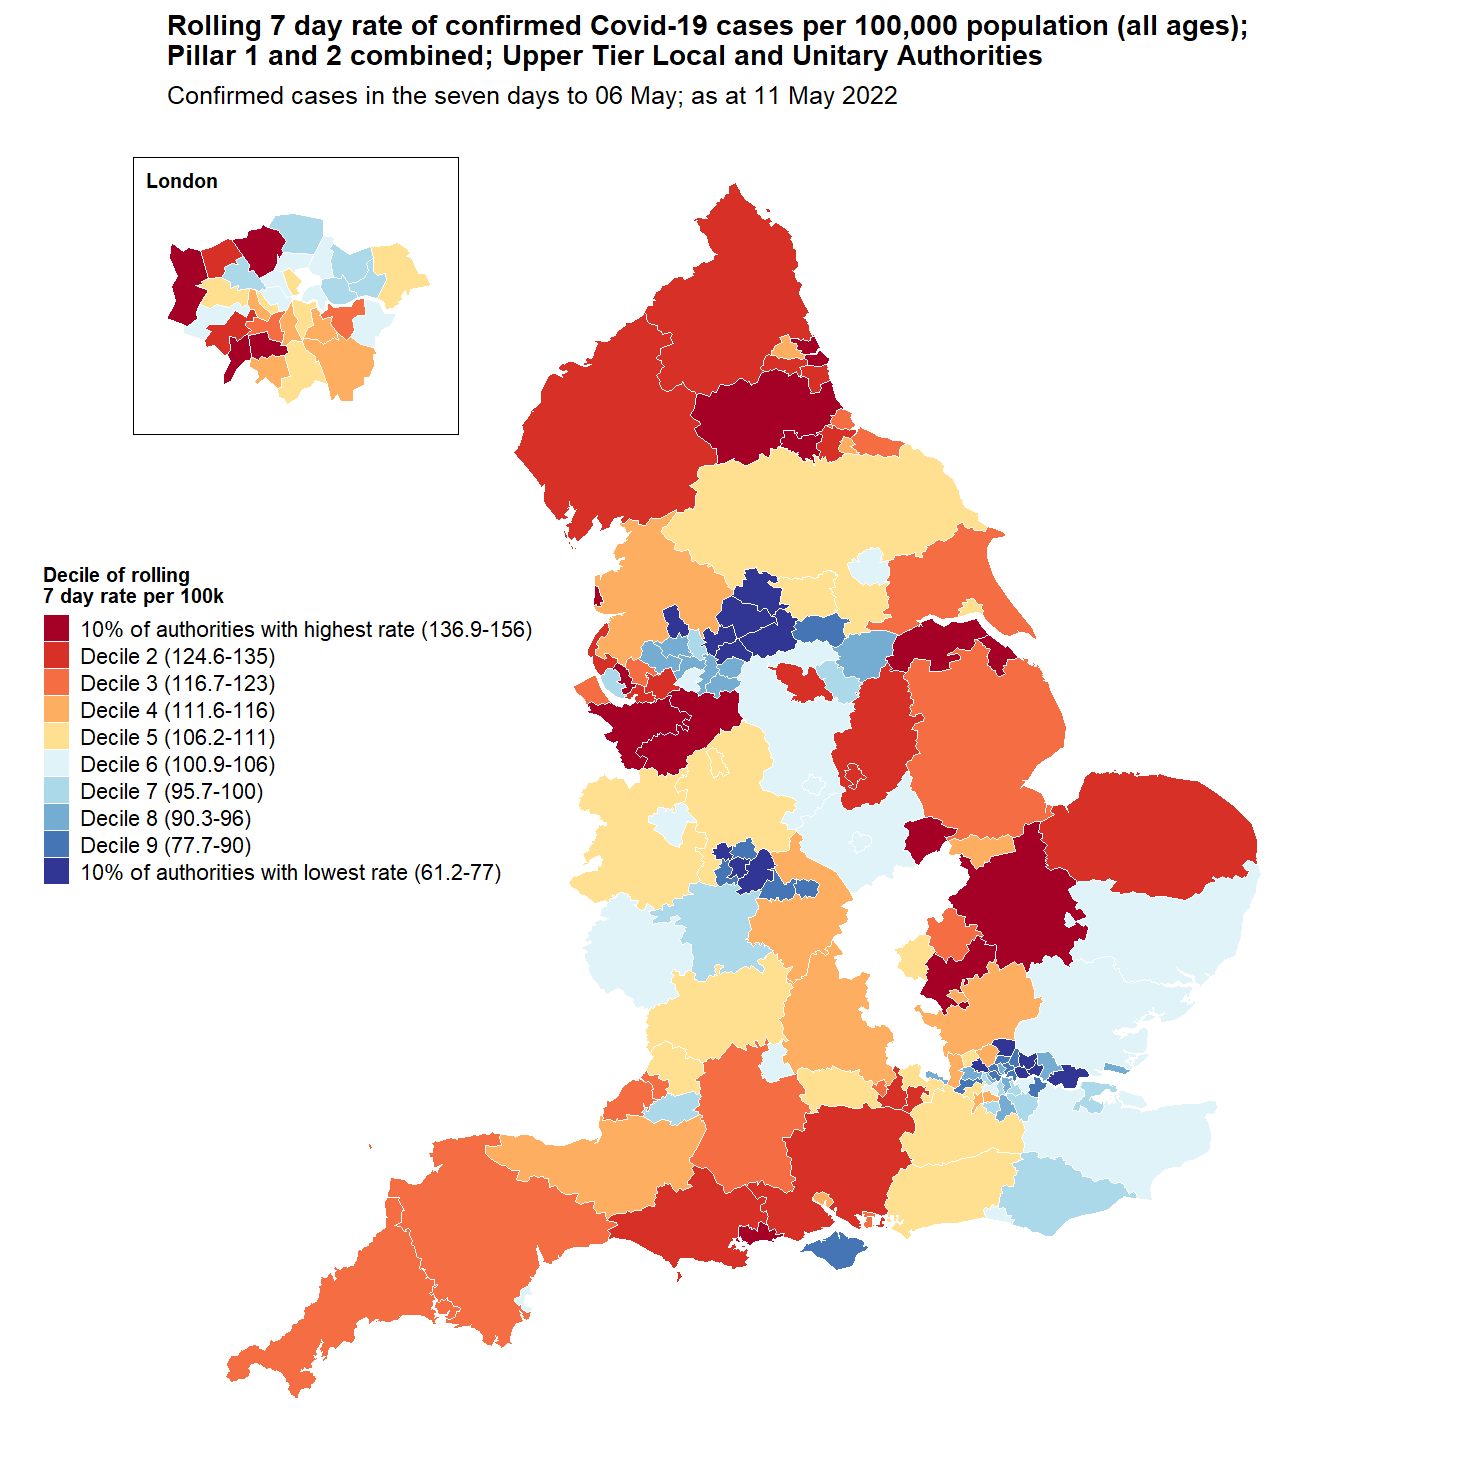 Rolling 7 day rate of confirmed Covid-19 cases per 100,000 population (all ages);
Pillar 1 and 2 combined; Upper Tier Local and Unitary Authorities
Confirmed cases in the seven days to 06 May; as at 11 May 2022
London
Decile of rolling
7 day rate per 100k
10% of authorities with highest rate (136.9-156)
Decile 2 (124.6-135)
Decile 3 (116.7-123)
Decile 4 (111.6-116)
Decile 5 (106.2-111)
Decile 6 (100.9-106)
Decile 7 (95.7-100)
Decile 8 (90.3-96)
Decile 9 (77.7-90)
10% of authorities with lowest rate (61.2-77)